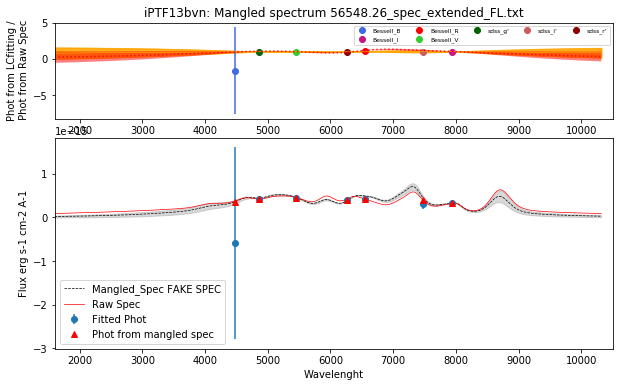 iPTF13bvn: Mangled spectrum 56548.26_spec_extended_FL.txt
Phot from LCfitting /
Phot from Raw Spec
5
0
−5
Bessell_B
Bessell_I
Bessell_R
Bessell_V
sdss_g'
sdss_i'
sdss_r'
2000 3000 4000 5000 6000 7000 8000 9000 10000
1e−15
Flux erg s-1 cm-2 A-1
1
0
−1
−2
−3
Mangled_Spec FAKE SPEC
Raw Spec
Fitted Phot
Phot from mangled spec
2000 3000 4000 5000 6000 7000 8000 9000 10000
Wavelenght